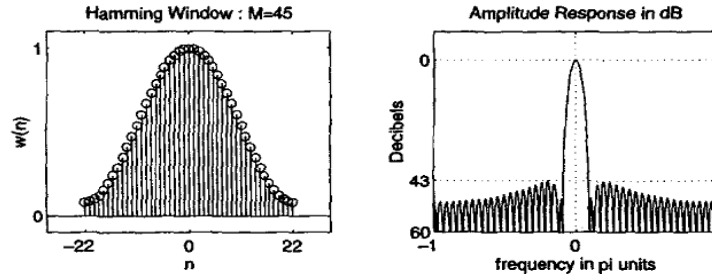 Hamming Window : M=45
1
w(n)
0
-22
0
22
n
Amplitude Response in dB
0
Decibels
43
60
-1
0
frequency in pi units